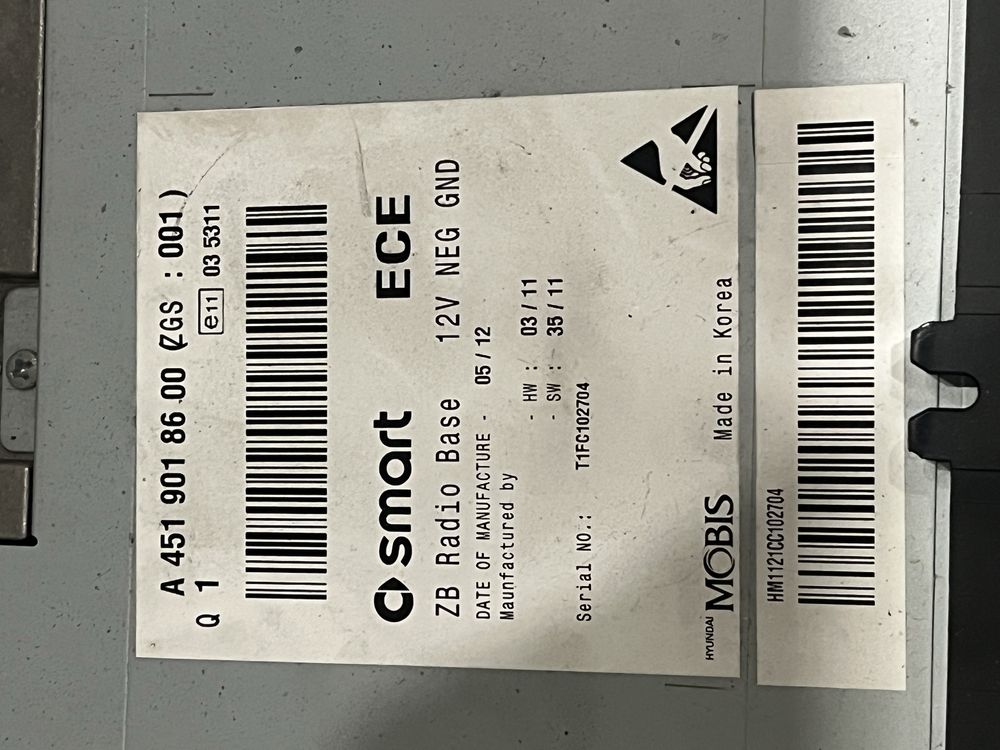 A 451 901 86.00 (ZGS : 001)
Q 1
e11 03 5311
smart ECE
ZB Radio Base 12V NEG GND
DATE OF MANUFACTURE - 05 / 12
Maunfactured by
- HW : 03 / 11
- SW : 35 / 11
Serial NO.: T1FC102704
HYUNDAI MOBIS
Made in Korea
HM1121CC102704